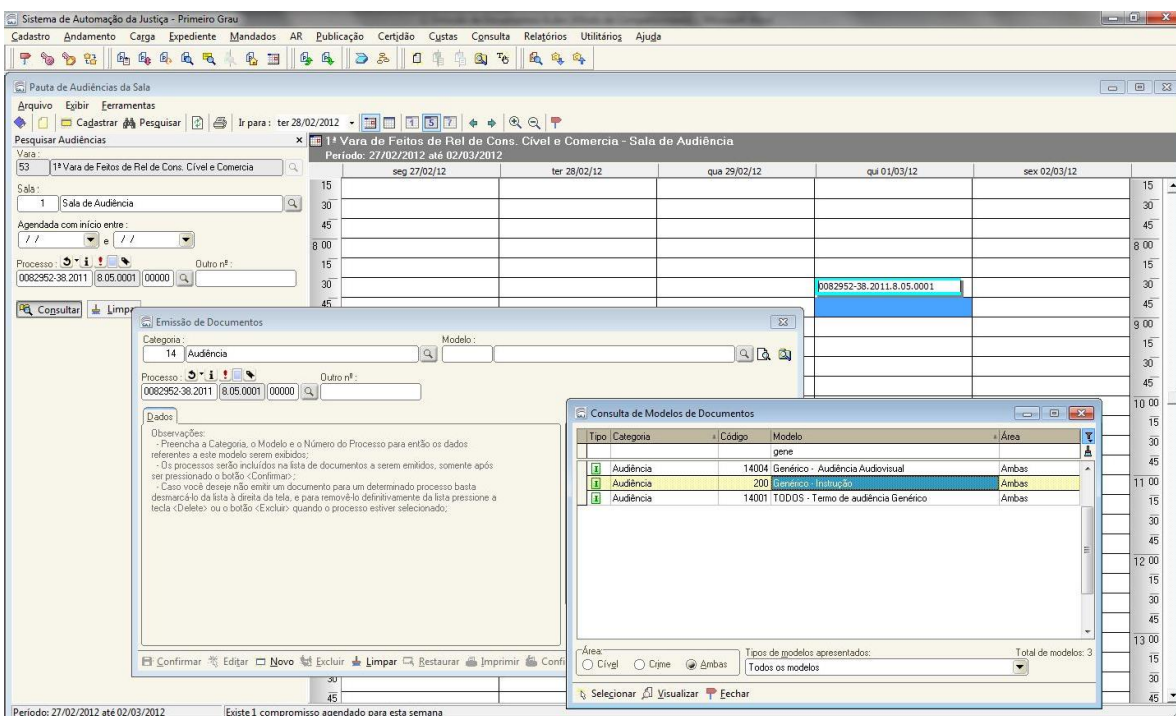 Sistema de Automação da Justiça - Primeiro Grau
Cadastro Andamento Carga Expediente Mandados AR Publicação Certidão Custas Consulta Relatórios Utilitários Ajuda
Pauta de Audiências da Sala
Arquivo Exibir Ferramentas
Cadastrar Pesquisar Ir para: ter 28/02/2012 1 5 7
Pesquisar Audiências
Vara:
53 1ª Vara de Feitos de Rel de Cons. Cível e Comercia
Sala:
1 Sala de Audiência
Agendada com início entre:
/ / e / /
Processo: Outro nº:
0082952-38.2011 8.05.0001 00000
Consultar Limpar
1ª Vara de Feitos de Rel de Cons. Cível e Comercia - Sala de Audiência
Período: 27/02/2012 até 02/03/2012
seg 27/02/12 ter 28/02/12 qua 29/02/12 qui 01/03/12 sex 02/03/12
15 15
30 30
45 45
8 00 8 00
15 15
30 0082952-38.2011.8.05.0001 30
45 45
9 00
15
30
45
10 00
15
30
45
11 00
15
30
45
12 00
15
30
45
13 00
15
30 30
45 45
Emissão de Documentos
Categoria: Modelo:
14 Audiência
Processo: Outro nº:
0082952-38.2011 8.05.0001 00000
Dados
Observações:
- Preencha a Categoria, o Modelo e o Número do Processo para então os dados
referentes a este modelo serem exibidos;
- Os processos serão incluídos na lista de documentos a serem emitidos, somente após
ser pressionado o botão <Confirmar>;
- Caso você deseje não emitir um documento para um determinado processo basta
desmarcá-lo da lista à direita da tela, e para removê-lo definitivamente da lista pressione a
tecla <Delete> ou o botão <Excluir> quando o processo estiver selecionado;
Confirmar Editar Novo Excluir Limpar Restaurar Imprimir Confi
Consulta de Modelos de Documentos
Tipo Categoria Código Modelo Área
gene
Audiência 14004 Genérico - Audiência Audiovisual Ambas
Audiência 200 Genérico - Instrução Ambas
Audiência 14001 TODOS - Termo de audiência Genérico Ambas
Área: Tipos de modelos apresentados: Total de modelos: 3
Cível Crime Ambas Todos os modelos
Selecionar Visualizar Fechar
Período: 27/02/2012 até 02/03/2012 Existe 1 compromisso agendado para esta semana